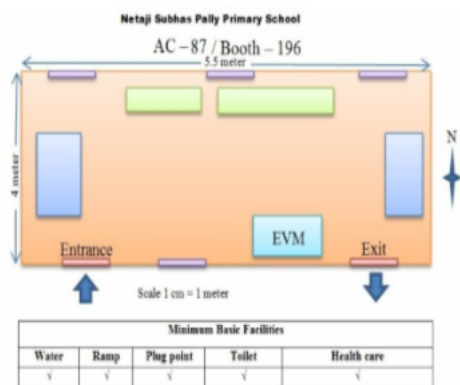 Netaji Subhas Pally Primary School
AC – 87 / Booth – 196
5.5 meter
4 meter
N
EVM
Entrance
Exit
Scale 1 cm = 1 meter
Minimum Basic Facilities
Water Ramp Plug point Toilet Health care
√ √ √ √ √